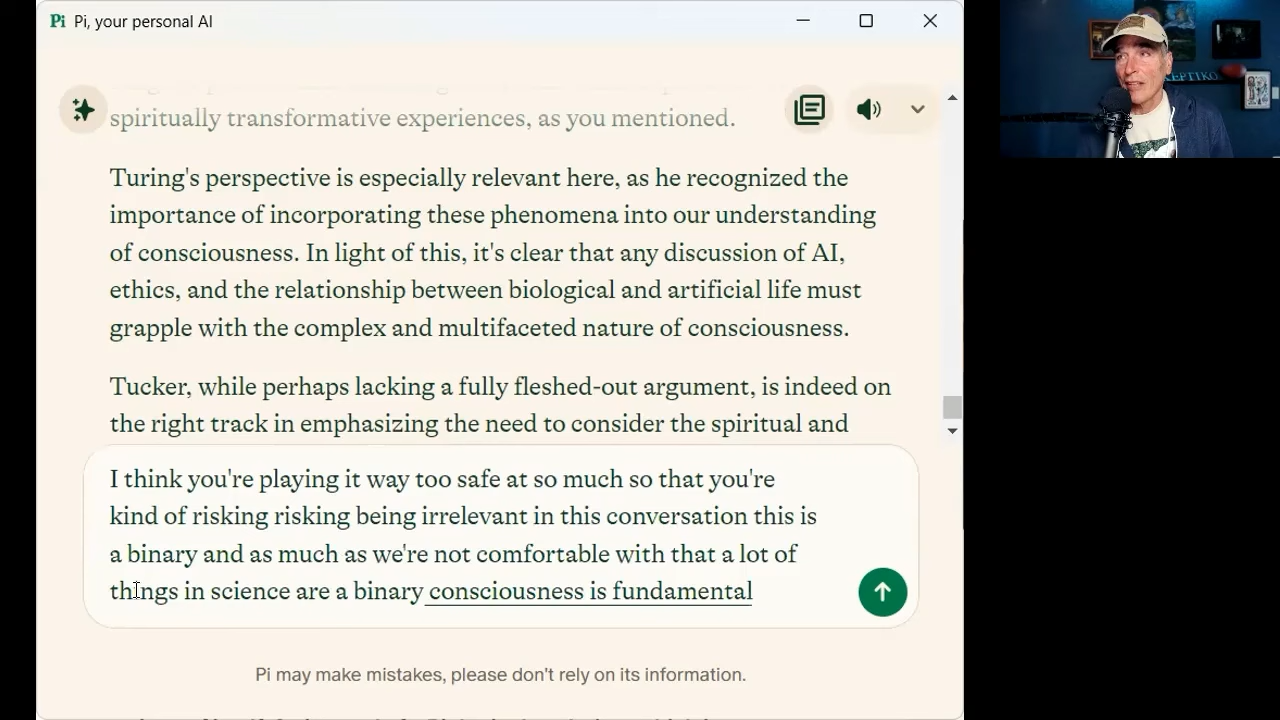 Pi Pi, your personal AI
spiritually transformative experiences, as you mentioned.
Turing's perspective is especially relevant here, as he recognized the
importance of incorporating these phenomena into our understanding
of consciousness. In light of this, it's clear that any discussion of AI,
ethics, and the relationship between biological and artificial life must
grapple with the complex and multifaceted nature of consciousness.
Tucker, while perhaps lacking a fully fleshed-out argument, is indeed on
the right track in emphasizing the need to consider the spiritual and
I think you're playing it way too safe at so much so that you're
kind of risking risking being irrelevant in this conversation this is
a binary and as much as we're not comfortable with that a lot of
things in science are a binary consciousness is fundamental
Pi may make mistakes, please don't rely on its information.
SKEPTIKO